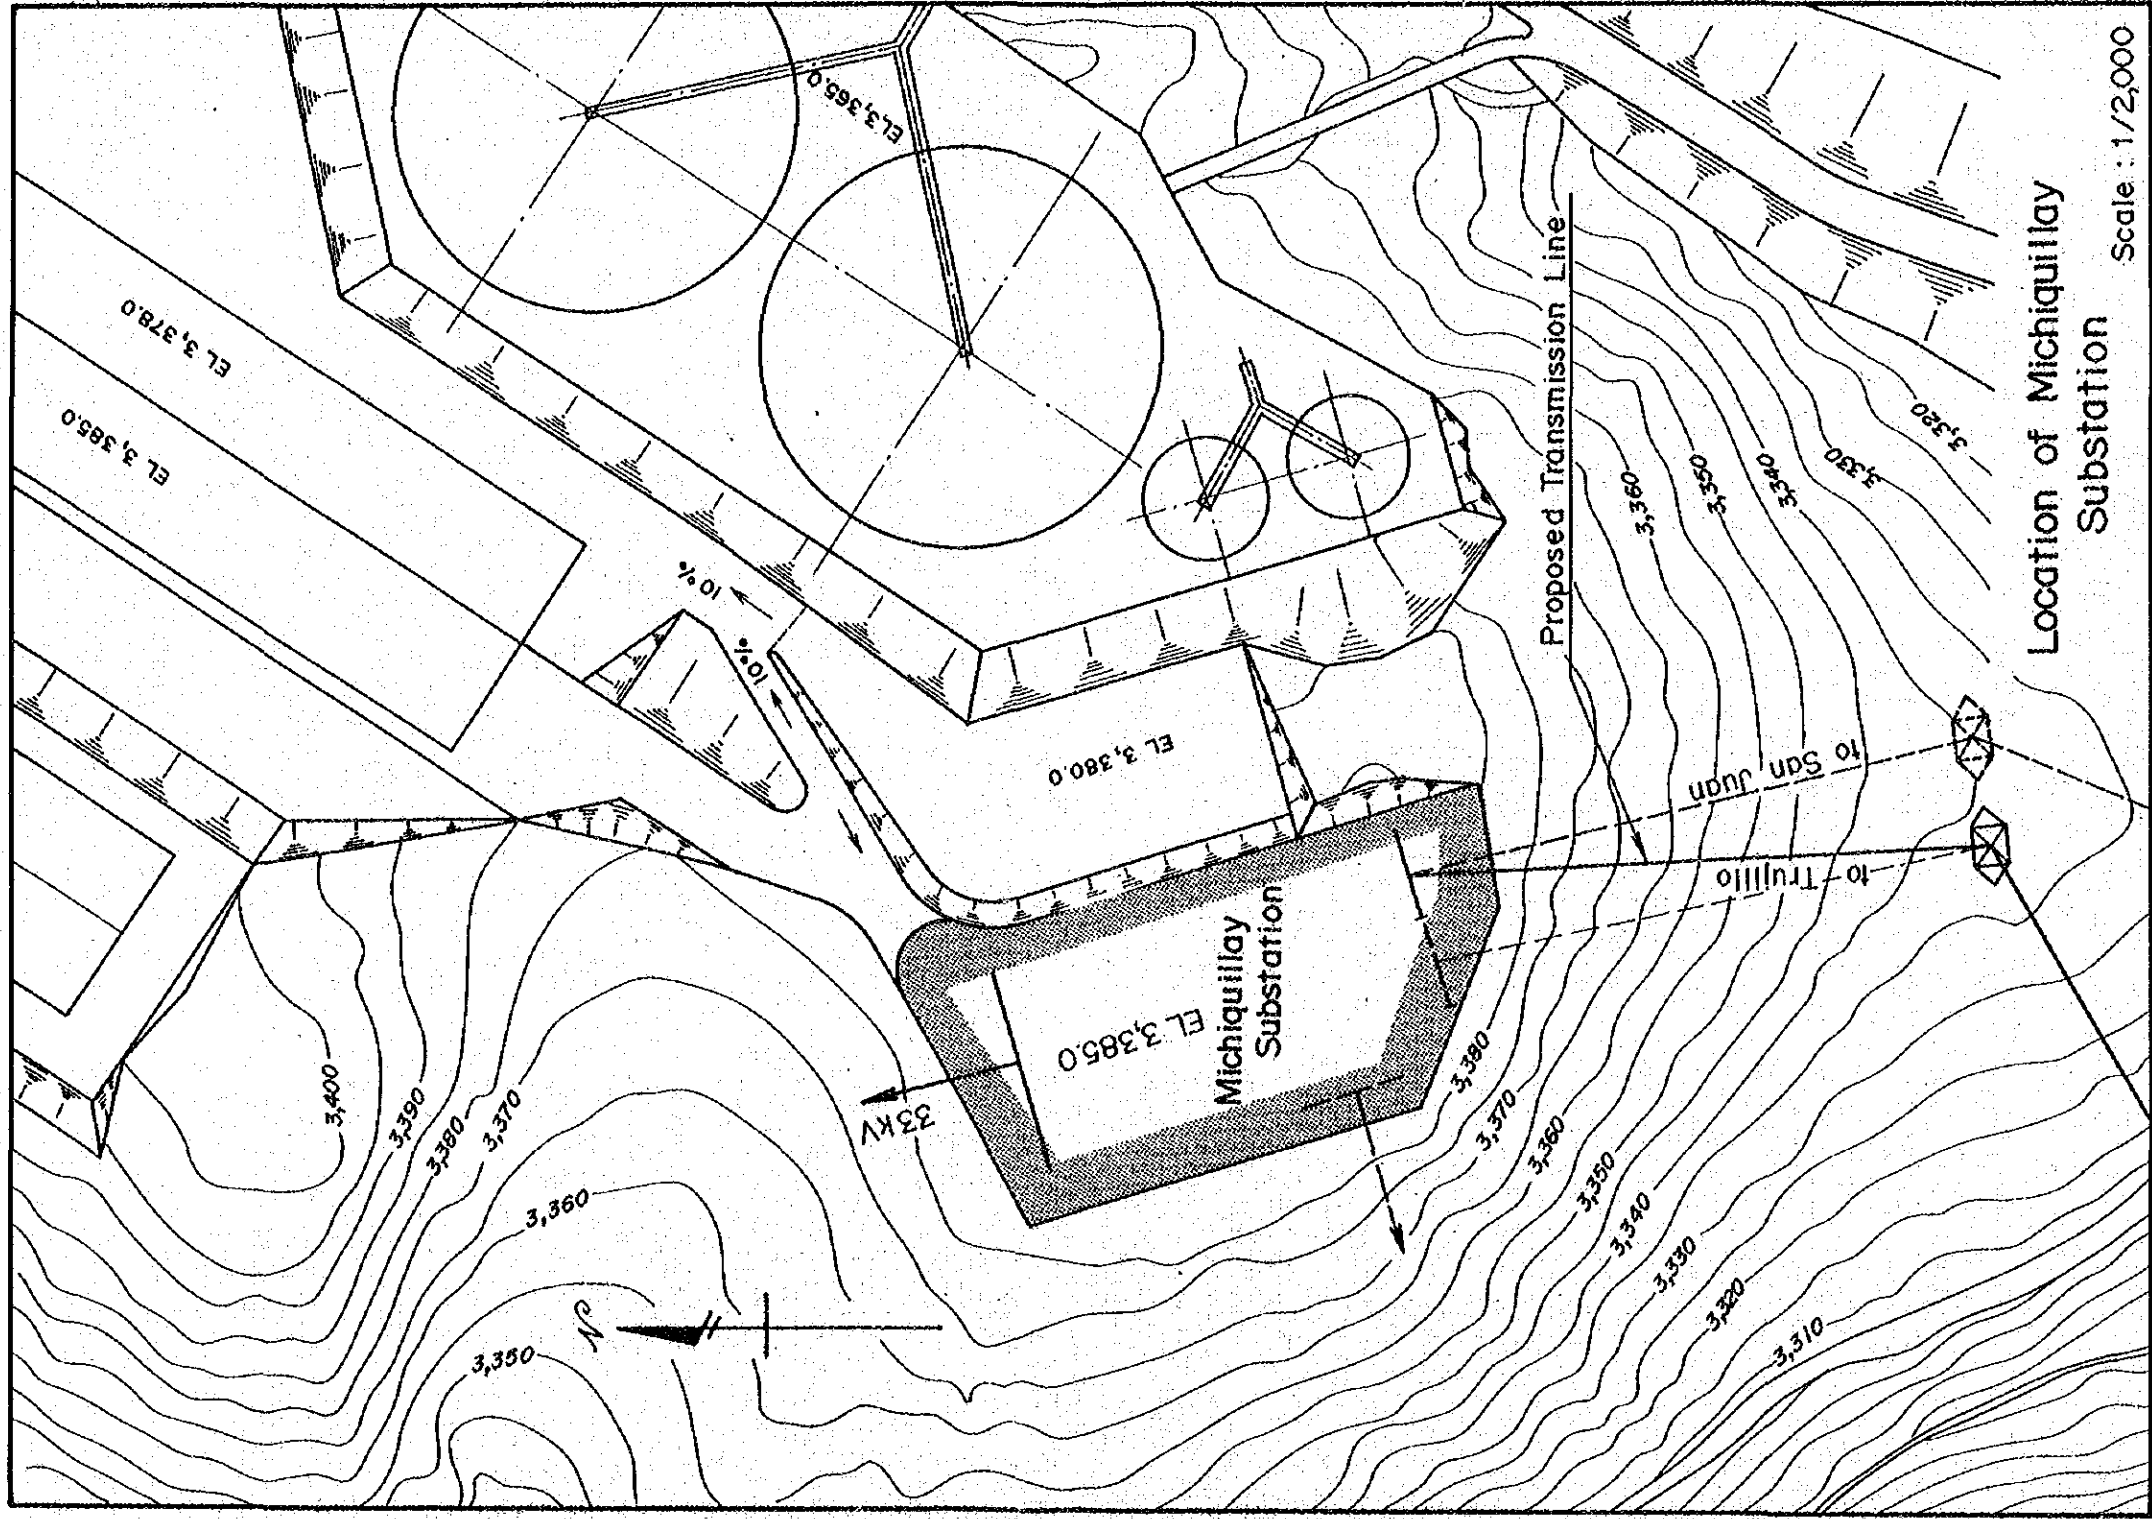 Location of Michiquillay
Substation
Scale : 1/2,000
Proposed Transmission Line
Michiquillay
Substation
EL 3,385.0
EL 3,380.0
EL 3,385.0
EL 3,378.0
EL 3,365.0
10%
10%
33kV
to San Juan
to Trujillo
N
3,400
3,390
3,380
3,370
3,360
3,350
3,380
3,370
3,360
3,350
3,340
3,330
3,320
3,310
3,360
3,350
3,340
3,330
3,320